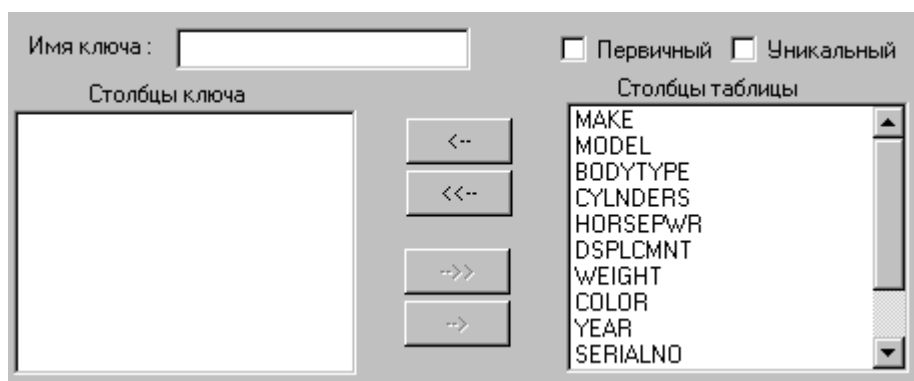 Имя ключа : Первичный Уникальный
Столбцы ключа Столбцы таблицы
<--
<<--
-->>
-->
MAKE
MODEL
BODYTYPE
CYLNDERS
HORSEPWR
DSPLCMNT
WEIGHT
COLOR
YEAR
SERIALNO